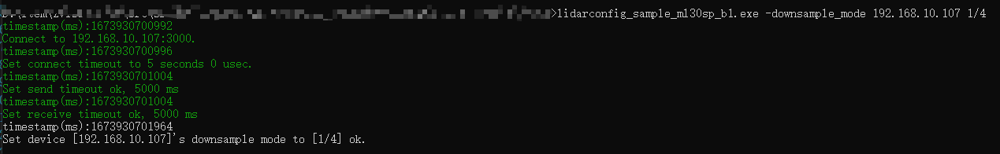 >lidarconfig_sample_ml30sp_b1.exe -downsample_mode 192.168.10.107 1/4
timestamp(ms):1673930700992
Connect to 192.168.10.107:3000.
timestamp(ms):1673930700996
Set connect timeout to 5 seconds 0 usec.
timestamp(ms):1673930701004
Set send timeout ok, 5000 ms
timestamp(ms):1673930701004
Set receive timeout ok, 5000 ms
timestamp(ms):1673930701964
Set device [192.168.10.107]'s downsample mode to [1/4] ok.